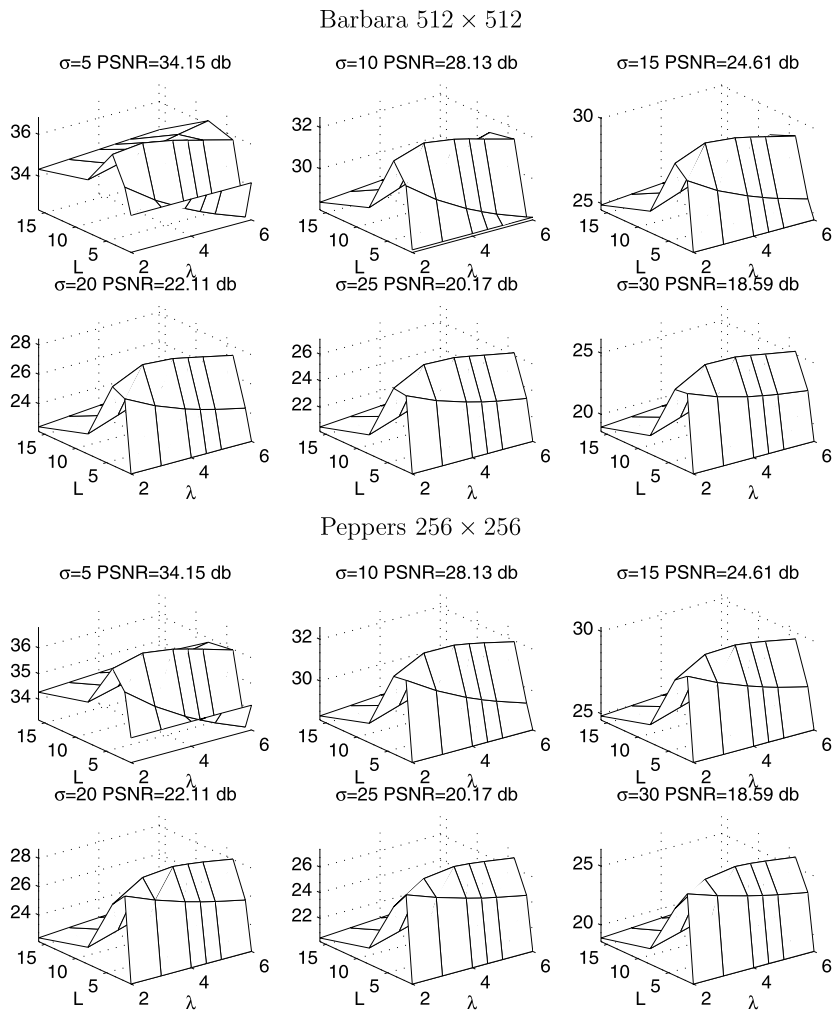 Barbara 512 × 512
σ=5 PSNR=34.15 db
σ=10 PSNR=28.13 db
σ=15 PSNR=24.61 db
36
34
15
10
5
L
2
4
6
λ
32
30
15
10
5
L
2
4
6
λ
30
25
15
10
5
L
2
4
6
λ
σ=20 PSNR=22.11 db
σ=25 PSNR=20.17 db
σ=30 PSNR=18.59 db
28
26
24
15
10
5
L
2
4
6
λ
26
24
22
15
10
5
L
2
4
6
λ
25
20
15
10
5
L
2
4
6
λ
Peppers 256 × 256
σ=5 PSNR=34.15 db
σ=10 PSNR=28.13 db
σ=15 PSNR=24.61 db
36
35
34
15
10
5
L
2
4
6
λ
32
30
15
10
5
L
2
4
6
λ
30
25
15
10
5
L
2
4
6
λ
σ=20 PSNR=22.11 db
σ=25 PSNR=20.17 db
σ=30 PSNR=18.59 db
28
26
24
15
10
5
L
2
4
6
λ
26
24
22
15
10
5
L
2
4
6
λ
25
20
15
10
5
L
2
4
6
λ